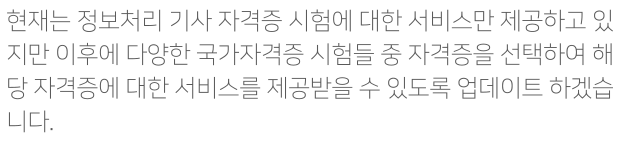 현재는 정보처리 기사 자격증 시험에 대한 서비스만 제공하고 있
지만 이후에 다양한 국가자격증 시험들 중 자격증을 선택하여 해
당 자격증에 대한 서비스를 제공받을 수 있도록 업데이트 하겠습
니다.